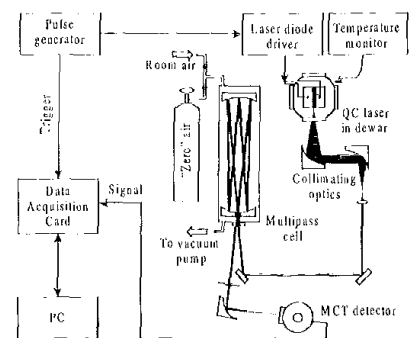 Pulse
generator
Laser diode
driver
Temperature
monitor
Room air
"Zero" air
QC laser
in dewar
Trigger
Collimating
optics
Data
Acquisition
Card
Signal
Multipass
cell
To vacuum
pump
PC
MCT detector